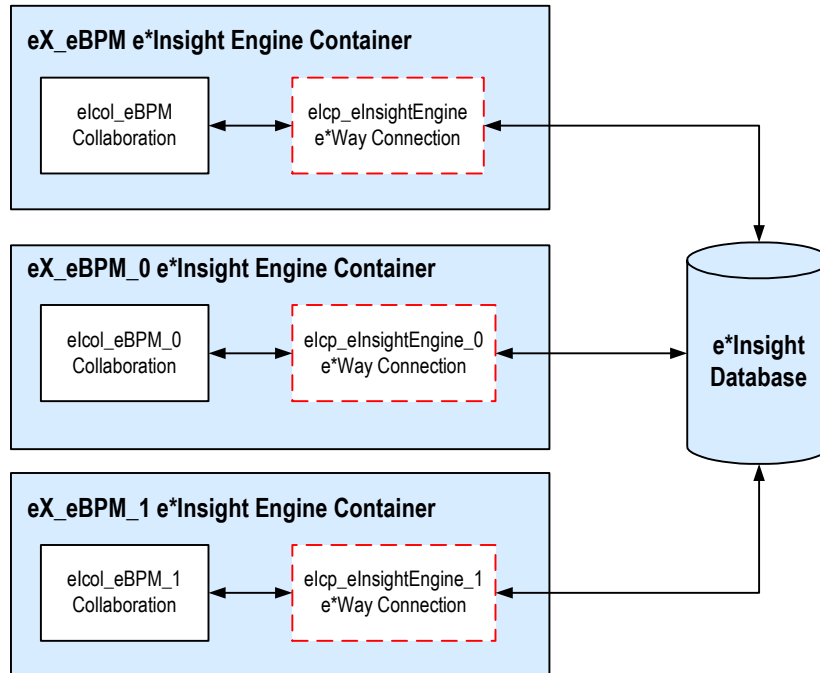 eX_eBPM e*Insight Engine Container
eIcol_eBPM
Collaboration
eIcp_eInsightEngine
e*Way Connection
eX_eBPM_0 e*Insight Engine Container
eIcol_eBPM_0
Collaboration
eIcp_eInsightEngine_0
e*Way Connection
e*Insight
Database
eX_eBPM_1 e*Insight Engine Container
eIcol_eBPM_1
Collaboration
eIcp_eInsightEngine_1
e*Way Connection